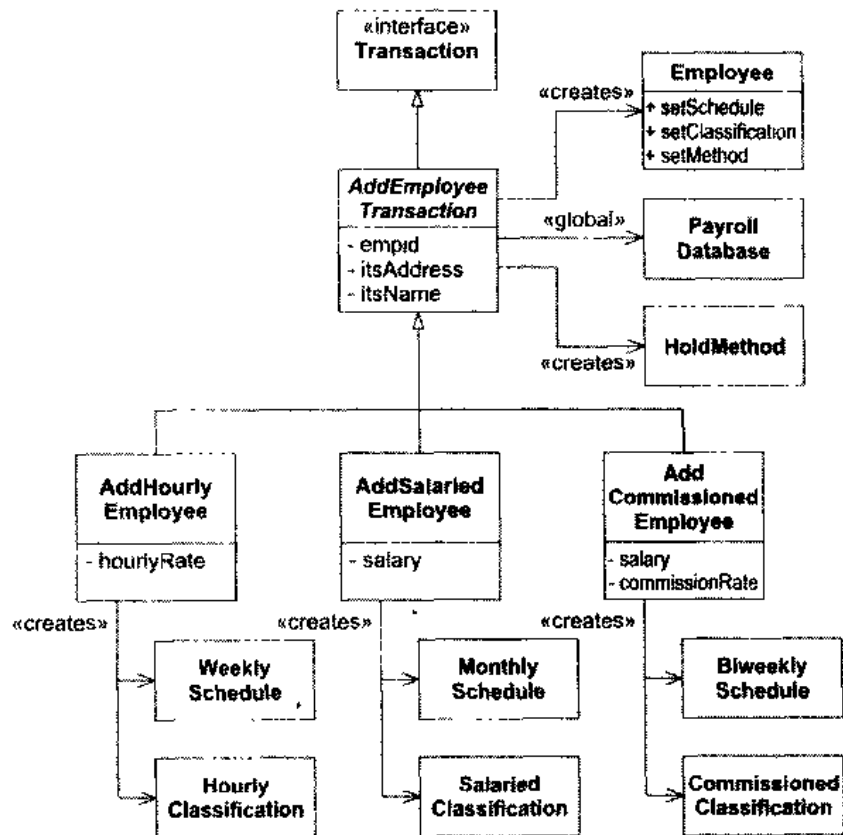 «interface»
Transaction
Employee
+ setSchedule
+ setClassification
+ setMethod
«creates»
AddEmployee
Transaction
- empid
- itsAddress
- itsName
«global»
Payroll
Database
HoldMethod
«creates»
AddHourly
Employee
- hourlyRate
AddSalaried
Employee
- salary
Add
Commissioned
Employee
- salary
- commissionRate
«creates»
Weekly
Schedule
Hourly
Classification
«creates»
Monthly
Schedule
Salaried
Classification
«creates»
Biweekly
Schedule
Commissioned
Classification